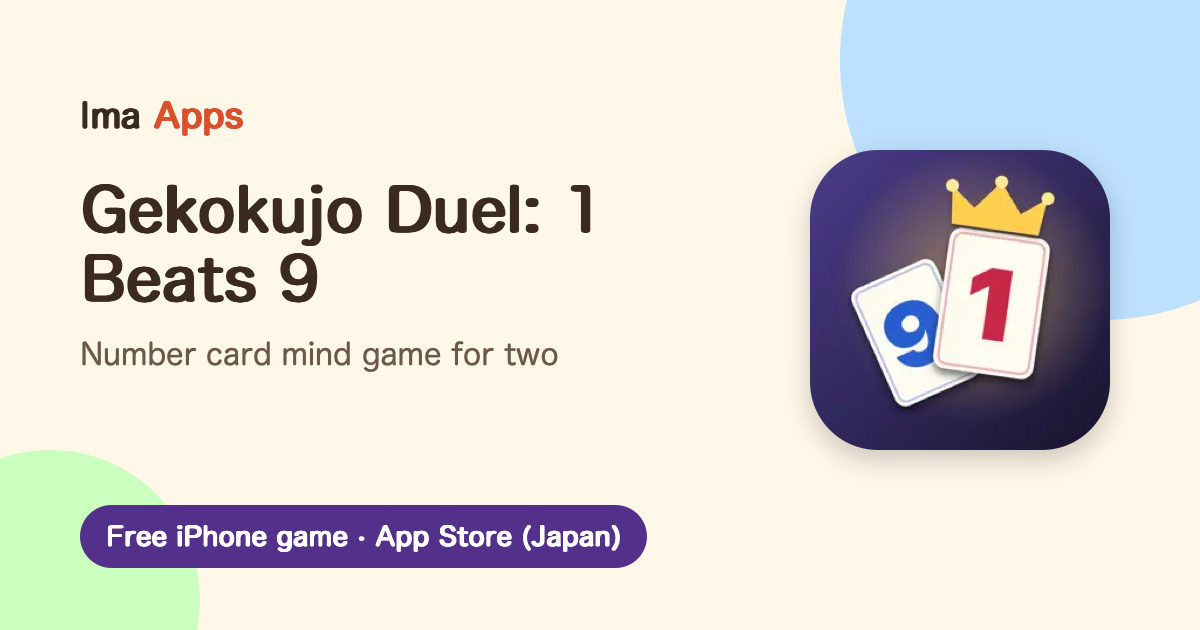 Ima Apps
Gekokujo Duel: 1
Beats 9
Number card mind game for two
9
1
Free iPhone game · App Store (Japan)